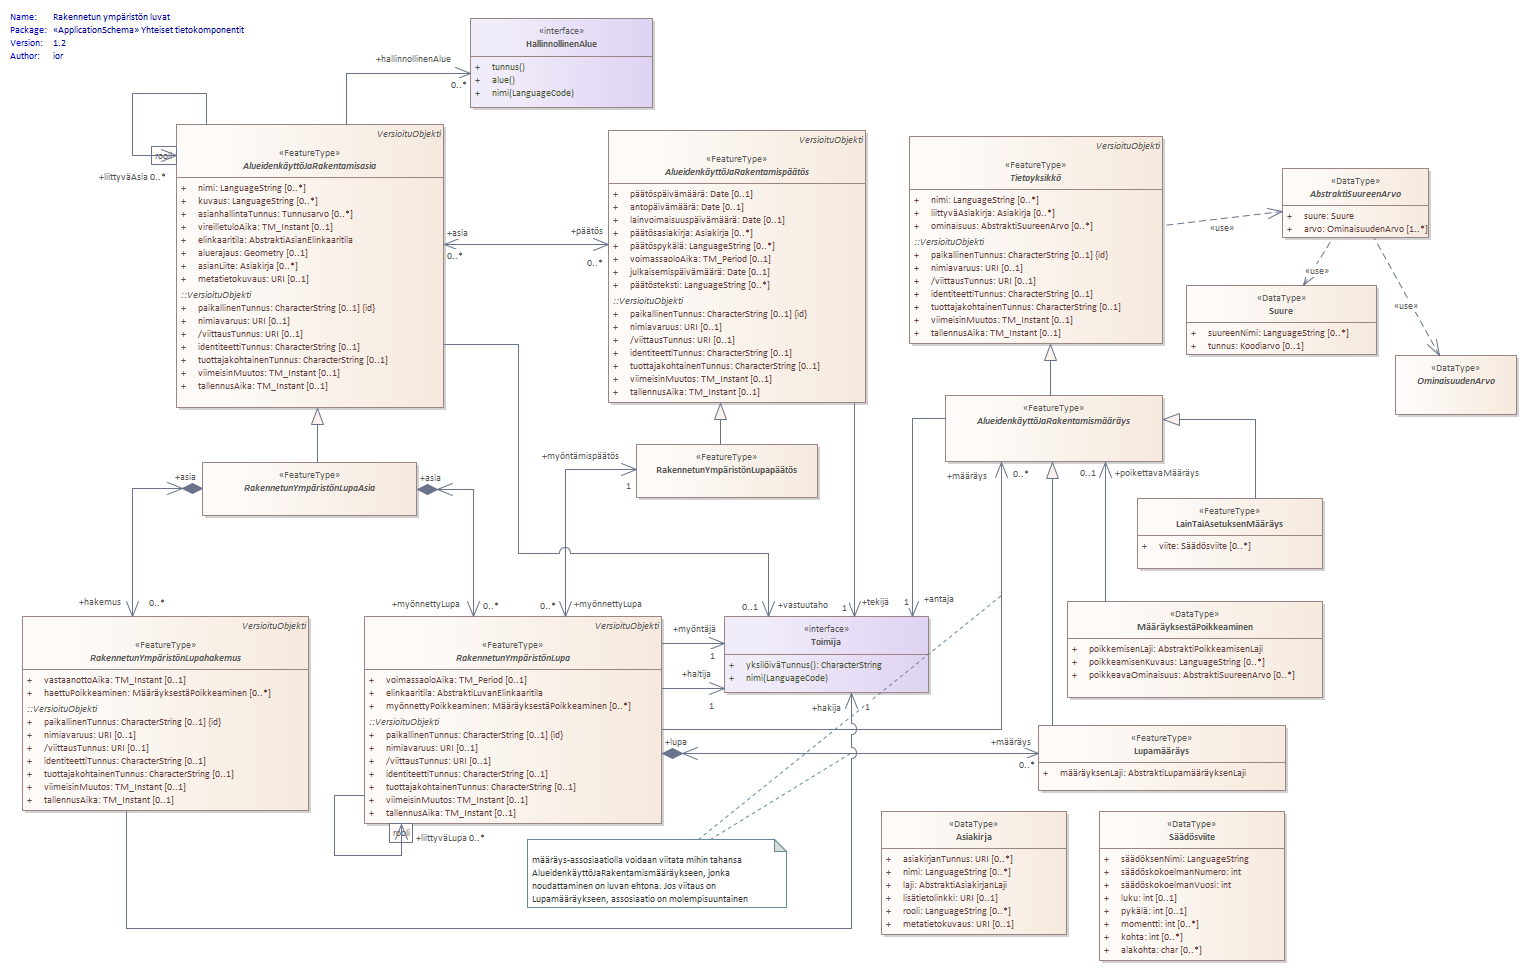 Name: Rakennetun ympäristön luvat
Package: «ApplicationSchema» Yhteiset tietokomponentit
Version: 1.2
Author: ior
«interface»
HallinnollinenAlue
+ tunnus()
+ alue()
+ nimi(LanguageCode)
+hallinnollinenAlue
0..*
VersioituObjekti
«FeatureType»
AlueidenkäyttöJaRakentamisasia
+ nimi: LanguageString [0..*]
+ kuvaus: LanguageString [0..*]
+ asianhallintaTunnus: Tunnusarvo [0..*]
+ vireilletuloAika: TM_Instant [0..1]
+ elinkaaritila: AbstraktiAsianElinkaaritila
+ aluerajaus: Geometry [0..1]
+ asianLiite: Asiakirja [0..*]
+ metatietokuvaus: URI [0..1]
::VersioituObjekti
+ paikallinenTunnus: CharacterString [0..1] {id}
+ nimiavaruus: URI [0..1]
+ /viittausTunnus: URI [0..1]
+ identiteettiTunnus: CharacterString [0..1]
+ tuottajakohtainenTunnus: CharacterString [0..1]
+ viimeisinMuutos: TM_Instant [0..1]
+ tallennusAika: TM_Instant [0..1]
rooli
+liittyväAsia 0..*
+asia
0..*
+päätös
0..*
VersioituObjekti
«FeatureType»
AlueidenkäyttöJaRakentamispäätös
+ päätöspäivämäärä: Date [0..1]
+ antopäivämäärä: Date [0..1]
+ lainvoimaisuuspäivämäärä: Date [0..1]
+ päätösasiakirja: Asiakirja [0..*]
+ päätöspykälä: LanguageString [0..*]
+ voimassaoloAika: TM_Period [0..1]
+ julkaisemispäivämäärä: Date [0..1]
+ päätösteksti: LanguageString [0..*]
::VersioituObjekti
+ paikallinenTunnus: CharacterString [0..1] {id}
+ nimiavaruus: URI [0..1]
+ /viittausTunnus: URI [0..1]
+ identiteettiTunnus: CharacterString [0..1]
+ tuottajakohtainenTunnus: CharacterString [0..1]
+ viimeisinMuutos: TM_Instant [0..1]
+ tallennusAika: TM_Instant [0..1]
VersioituObjekti
«FeatureType»
Tietoyksikkö
+ nimi: LanguageString [0..*]
+ liittyväAsiakirja: Asiakirja [0..*]
+ ominaisuus: AbstraktiSuureenArvo [0..*]
::VersioituObjekti
+ paikallinenTunnus: CharacterString [0..1] {id}
+ nimiavaruus: URI [0..1]
+ /viittausTunnus: URI [0..1]
+ identiteettiTunnus: CharacterString [0..1]
+ tuottajakohtainenTunnus: CharacterString [0..1]
+ viimeisinMuutos: TM_Instant [0..1]
+ tallennusAika: TM_Instant [0..1]
«use»
«DataType»
AbstraktiSuureenArvo
+ suure: Suure
+ arvo: OminaisuudenArvo [1..*]
«use»
«use»
«DataType»
Suure
+ suureenNimi: LanguageString [0..*]
+ tunnus: Koodiarvo [0..1]
«DataType»
OminaisuudenArvo
«FeatureType»
AlueidenkäyttöJaRakentamismääräys
«FeatureType»
RakennetunYmpäristönLupaAsia
+asia
+asia
+myöntämispäätös
1
«FeatureType»
RakennetunYmpäristönLupapäätös
+määräys
0..*
0..1
+poikettavaMääräys
«FeatureType»
LainTaiAsetuksenMääräys
+ viite: Säädösviite [0..*]
«DataType»
MääräyksestäPoikkeaminen
+ poikkemisenLaji: AbstraktiPoikkeamisenLaji
+ poikkeamisenKuvaus: LanguageString [0..*]
+ poikkeavaOminaisuus: AbstraktiSuureenArvo [0..*]
+hakemus
0..*
+myönnettyLupa
0..*
0..*
+myönnettyLupa
0..1
+vastuutaho
1
+tekijä
1
+antaja
VersioituObjekti
«FeatureType»
RakennetunYmpäristönLupahakemus
+ vastaanottoAika: TM_Instant [0..1]
+ haettuPoikkeaminen: MääräyksestäPoikkeaminen [0..*]
::VersioituObjekti
+ paikallinenTunnus: CharacterString [0..1] {id}
+ nimiavaruus: URI [0..1]
+ /viittausTunnus: URI [0..1]
+ identiteettiTunnus: CharacterString [0..1]
+ tuottajakohtainenTunnus: CharacterString [0..1]
+ viimeisinMuutos: TM_Instant [0..1]
+ tallennusAika: TM_Instant [0..1]
VersioituObjekti
«FeatureType»
RakennetunYmpäristönLupa
+ voimassaoloAika: TM_Period [0..1]
+ elinkaaritila: AbstraktiLuvanElinkaaritila
+ myönnettyPoikkeaminen: MääräyksestäPoikkeaminen [0..*]
::VersioituObjekti
+ paikallinenTunnus: CharacterString [0..1] {id}
+ nimiavaruus: URI [0..1]
+ /viittausTunnus: URI [0..1]
+ identiteettiTunnus: CharacterString [0..1]
+ tuottajakohtainenTunnus: CharacterString [0..1]
+ viimeisinMuutos: TM_Instant [0..1]
+ tallennusAika: TM_Instant [0..1]
rooli
+liittyväLupa 0..*
+myöntäjä
1
+haltija
1
«interface»
Toimija
+ yksilöiväTunnus(): CharacterString
+ nimi(LanguageCode)
+hakija
1
+lupa
+määräys
0..*
«FeatureType»
Lupamääräys
+ määräyksenLaji: AbstraktiLupamääräyksenLaji
määräys-assosiaatiolla voidaan viitata mihin tahansa
AlueidenkäyttöJaRakentamismääräykseen, jonka
noudattaminen on luvan ehtona. Jos viitaus on
Lupamääräykseen, assosiaatio on molempisuuntainen
«DataType»
Asiakirja
+ asiakirjanTunnus: URI [0..*]
+ nimi: LanguageString [0..*]
+ laji: AbstraktiAsiakirjanLaji
+ lisätietolinkki: URI [0..1]
+ rooli: LanguageString [0..*]
+ metatietokuvaus: URI [0..1]
«DataType»
Säädösviite
+ säädöksenNimi: LanguageString
+ säädöskokoelmanNumero: int
+ säädöskokoelmanVuosi: int
+ luku: int [0..1]
+ pykälä: int [0..1]
+ momentti: int [0..*]
+ kohta: int [0..*]
+ alakohta: char [0..*]